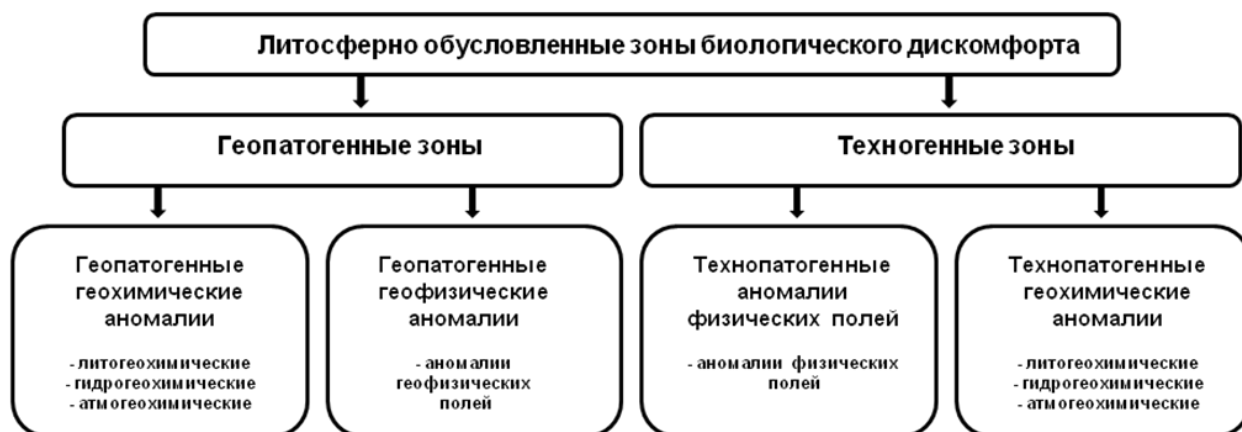 Литосферно обусловленные зоны биологического дискомфорта
Геопатогенные зоны
Техногенные зоны
Геопатогенные
геохимические
аномалии
- литогеохимические
- гидрогеохимические
- атмогеохимические
Геопатогенные
геофизические
аномалии
- аномалии
геофизических
полей
Технопатогенные
аномалии
физических полей
- аномалии физических
полей
Технопатогенные
геохимические
аномалии
- литогеохимические
- гидрогеохимические
- атмогеохимические